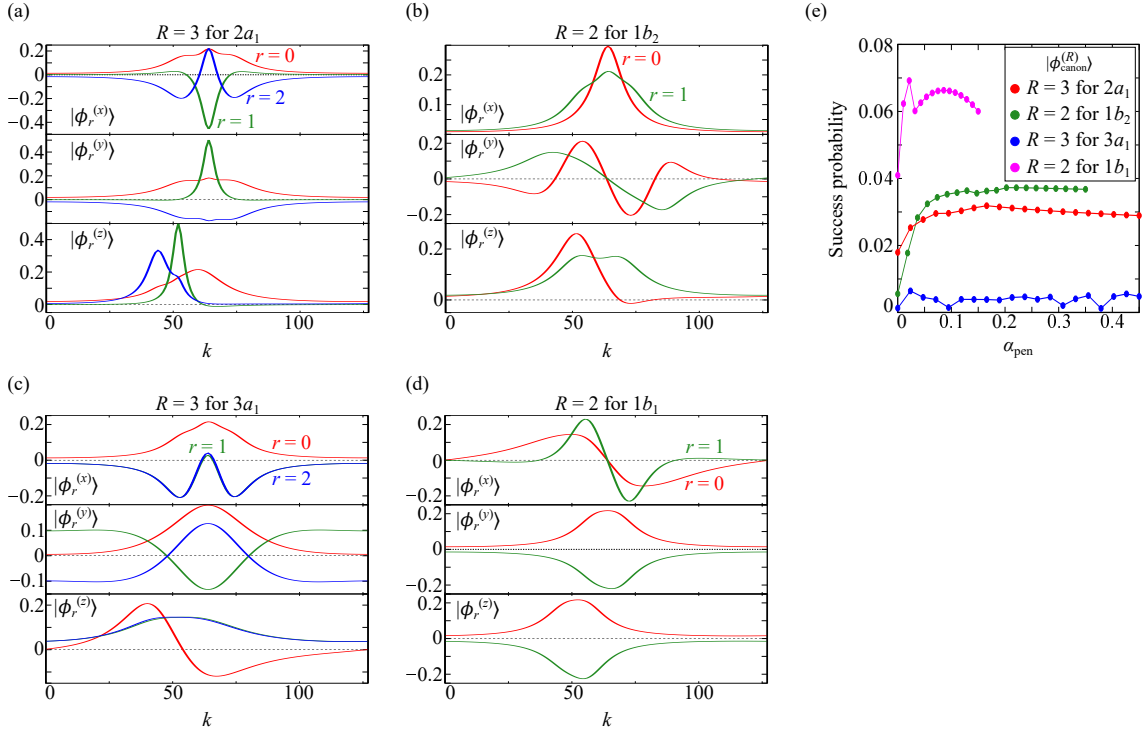 (a)
R = 3 for 2a₁
0.2
0
−0.2
−0.4
r = 0
r = 2
r = 1
|ϕᵣ⁽ˣ⁾⟩
0.4
0.2
0
|ϕᵣ⁽ʸ⁾⟩
0.4
0.2
0
|ϕᵣ⁽ᶻ⁾⟩
0 50 100
k
(b)
R = 2 for 1b₂
0.2
0.1
r = 0
r = 1
|ϕᵣ⁽ˣ⁾⟩
0.2
0
−0.2
|ϕᵣ⁽ʸ⁾⟩
0.2
0
|ϕᵣ⁽ᶻ⁾⟩
0 50 100
k
(e)
Success probability
0.08
0.06
0.04
0.02
0
|ϕ_canon^(R)⟩
R = 3 for 2a₁
R = 2 for 1b₂
R = 3 for 3a₁
R = 2 for 1b₁
0 0.1 0.2 0.3 0.4
α_pen
(c)
R = 3 for 3a₁
0.2
0
−0.2
r = 1
r = 0
r = 2
|ϕᵣ⁽ˣ⁾⟩
0.1
0
−0.1
|ϕᵣ⁽ʸ⁾⟩
0.2
0
|ϕᵣ⁽ᶻ⁾⟩
0 50 100
k
(d)
R = 2 for 1b₁
0.2
0
−0.2
r = 1
r = 0
|ϕᵣ⁽ˣ⁾⟩
0.2
0
−0.2
|ϕᵣ⁽ʸ⁾⟩
0.2
0
−0.2
|ϕᵣ⁽ᶻ⁾⟩
0 50 100
k